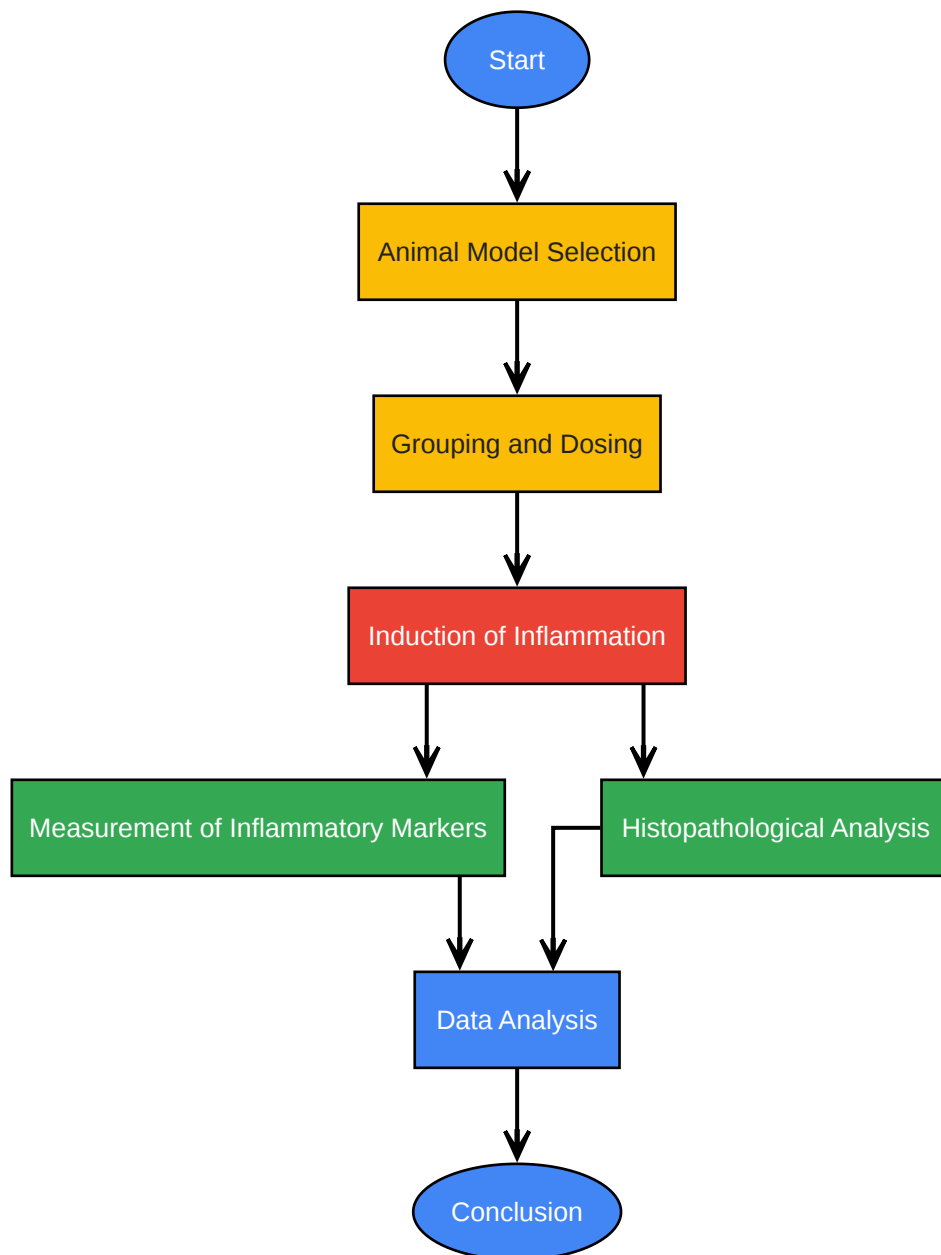 Start
Animal Model Selection
Grouping and Dosing
Induction of Inflammation
Measurement of Inflammatory Markers
Histopathological Analysis
Data Analysis
Conclusion